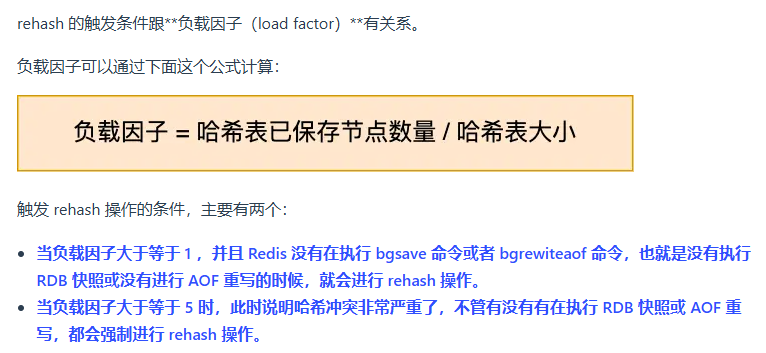 rehash 的触发条件跟**负载因子（load factor）**有关系。
负载因子可以通过下面这个公式计算：
负载因子 = 哈希表已保存节点数量 / 哈希表大小
触发 rehash 操作的条件，主要有两个：
当负载因子大于等于 1 ，并且 Redis 没有在执行 bgsave 命令或者 bgrewiteaof 命令，也就是没有执行
RDB 快照或没有进行 AOF 重写的时候，就会进行 rehash 操作。
当负载因子大于等于 5 时，此时说明哈希冲突非常严重了，不管有没有有在执行 RDB 快照或 AOF 重
写，都会强制进行 rehash 操作。